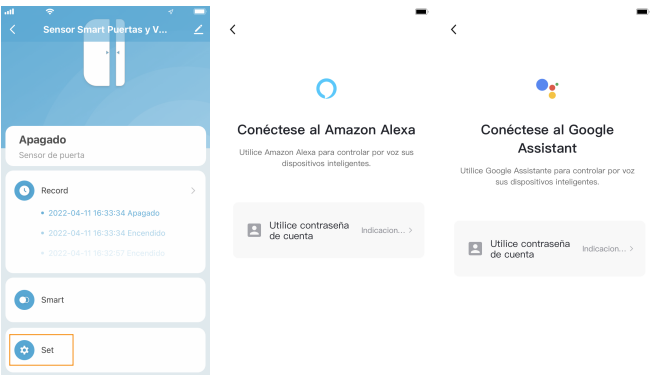 Sensor Smart Puertas y V...
Apagado
Sensor de puerta
Record
2022-04-11 16:33:34 Apagado
2022-04-11 16:33:34 Encendido
2022-04-11 16:32:57 Encendido
Smart
Set
Conéctese al Amazon Alexa
Utilice Amazon Alexa para controlar por voz sus
dispositivos inteligentes.
Utilice contraseña
de cuenta
Indicacion...
Conéctese al Google
Assistant
Utilice Google Assistante para controlar por voz
sus dispositivos inteligentes.
Utilice contraseña
de cuenta
Indicacion...